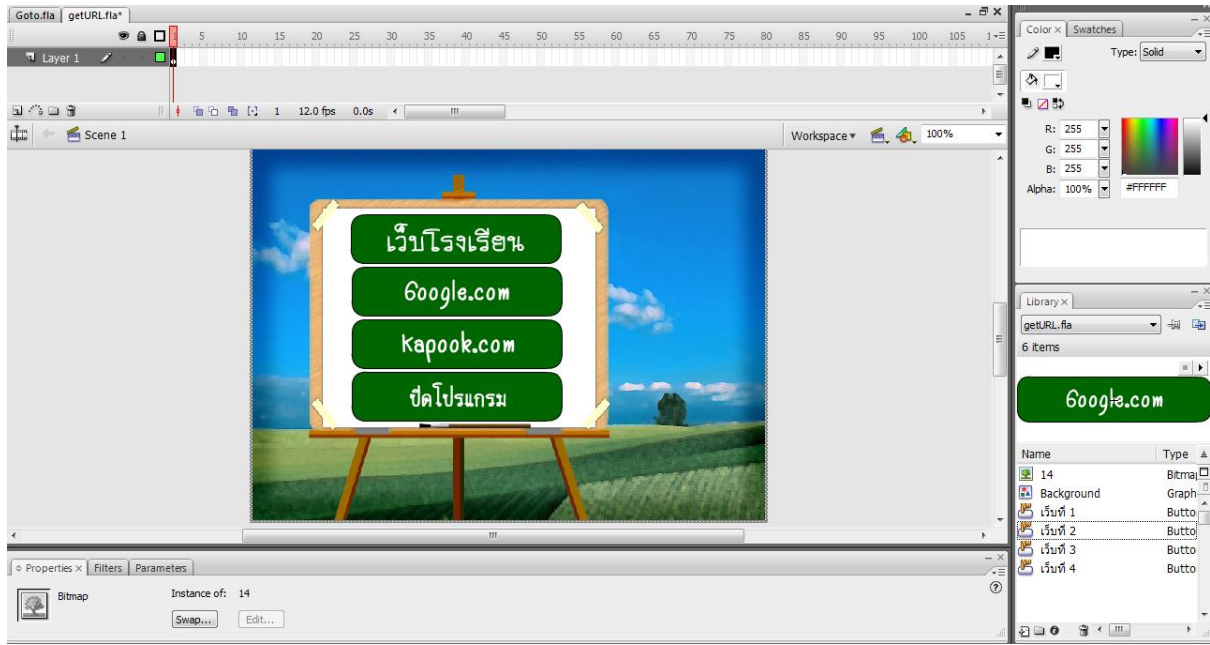 Goto.fla getURL.fla*
1 5 10 15 20 25 30 35 40 45 50 55 60 65 70 75 80 85 90 95 100 105 1
Layer 1
1 12.0 fps 0.0s
Scene 1
Workspace 100%
เว็บโรงเรียน
Google.com
Kapook.com
ปิดโปรแกรม
Properties × Filters Parameters
Bitmap
Instance of: 14
Swap... Edit...
Color × Swatches
Type: Solid
R: 255
G: 255
B: 255
Alpha: 100% #FFFFFF
Library ×
getURL.fla
6 items
Google.com
Name Type
14 Bitma
Background Graph
เว็บที่ 1 Butto
เว็บที่ 2 Butto
เว็บที่ 3 Butto
เว็บที่ 4 Butto